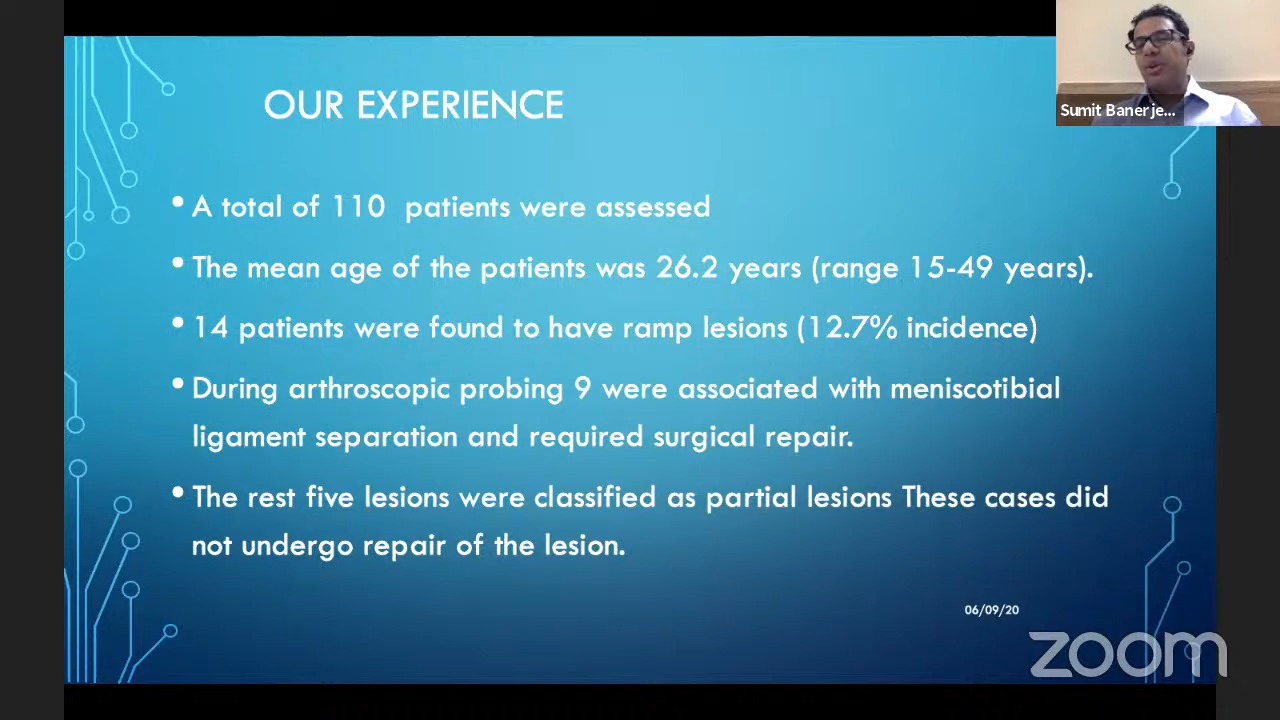 Sumit Banerje...
OUR EXPERIENCE
• A total of 110 patients were assessed
• The mean age of the patients was 26.2 years (range 15-49 years).
• 14 patients were found to have ramp lesions (12.7% incidence)
• During arthroscopic probing 9 were associated with meniscotibial
ligament separation and required surgical repair.
• The rest five lesions were classified as partial lesions These cases did
not undergo repair of the lesion.
06/09/20
zoom